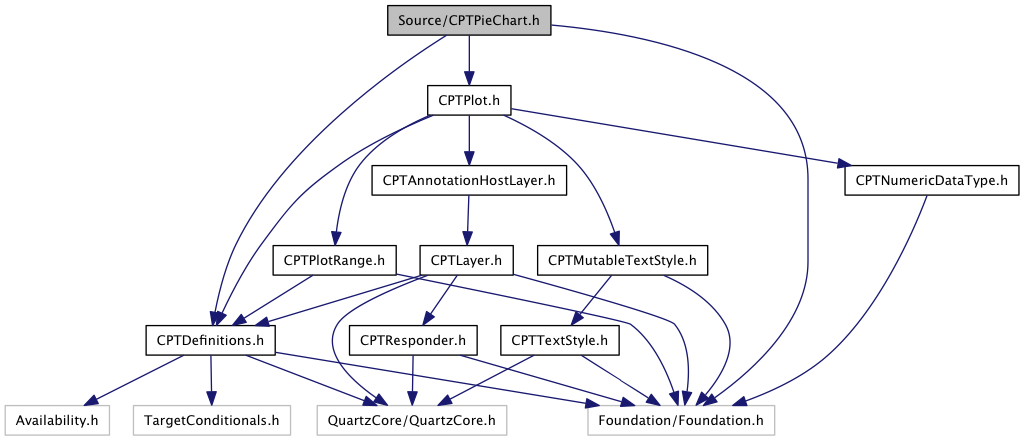 Source/CPTPieChart.h
CPTPlot.h
CPTAnnotationHostLayer.h
CPTNumericDataType.h
CPTPlotRange.h
CPTLayer.h
CPTMutableTextStyle.h
CPTDefinitions.h
CPTResponder.h
CPTTextStyle.h
Availability.h
TargetConditionals.h
QuartzCore/QuartzCore.h
Foundation/Foundation.h